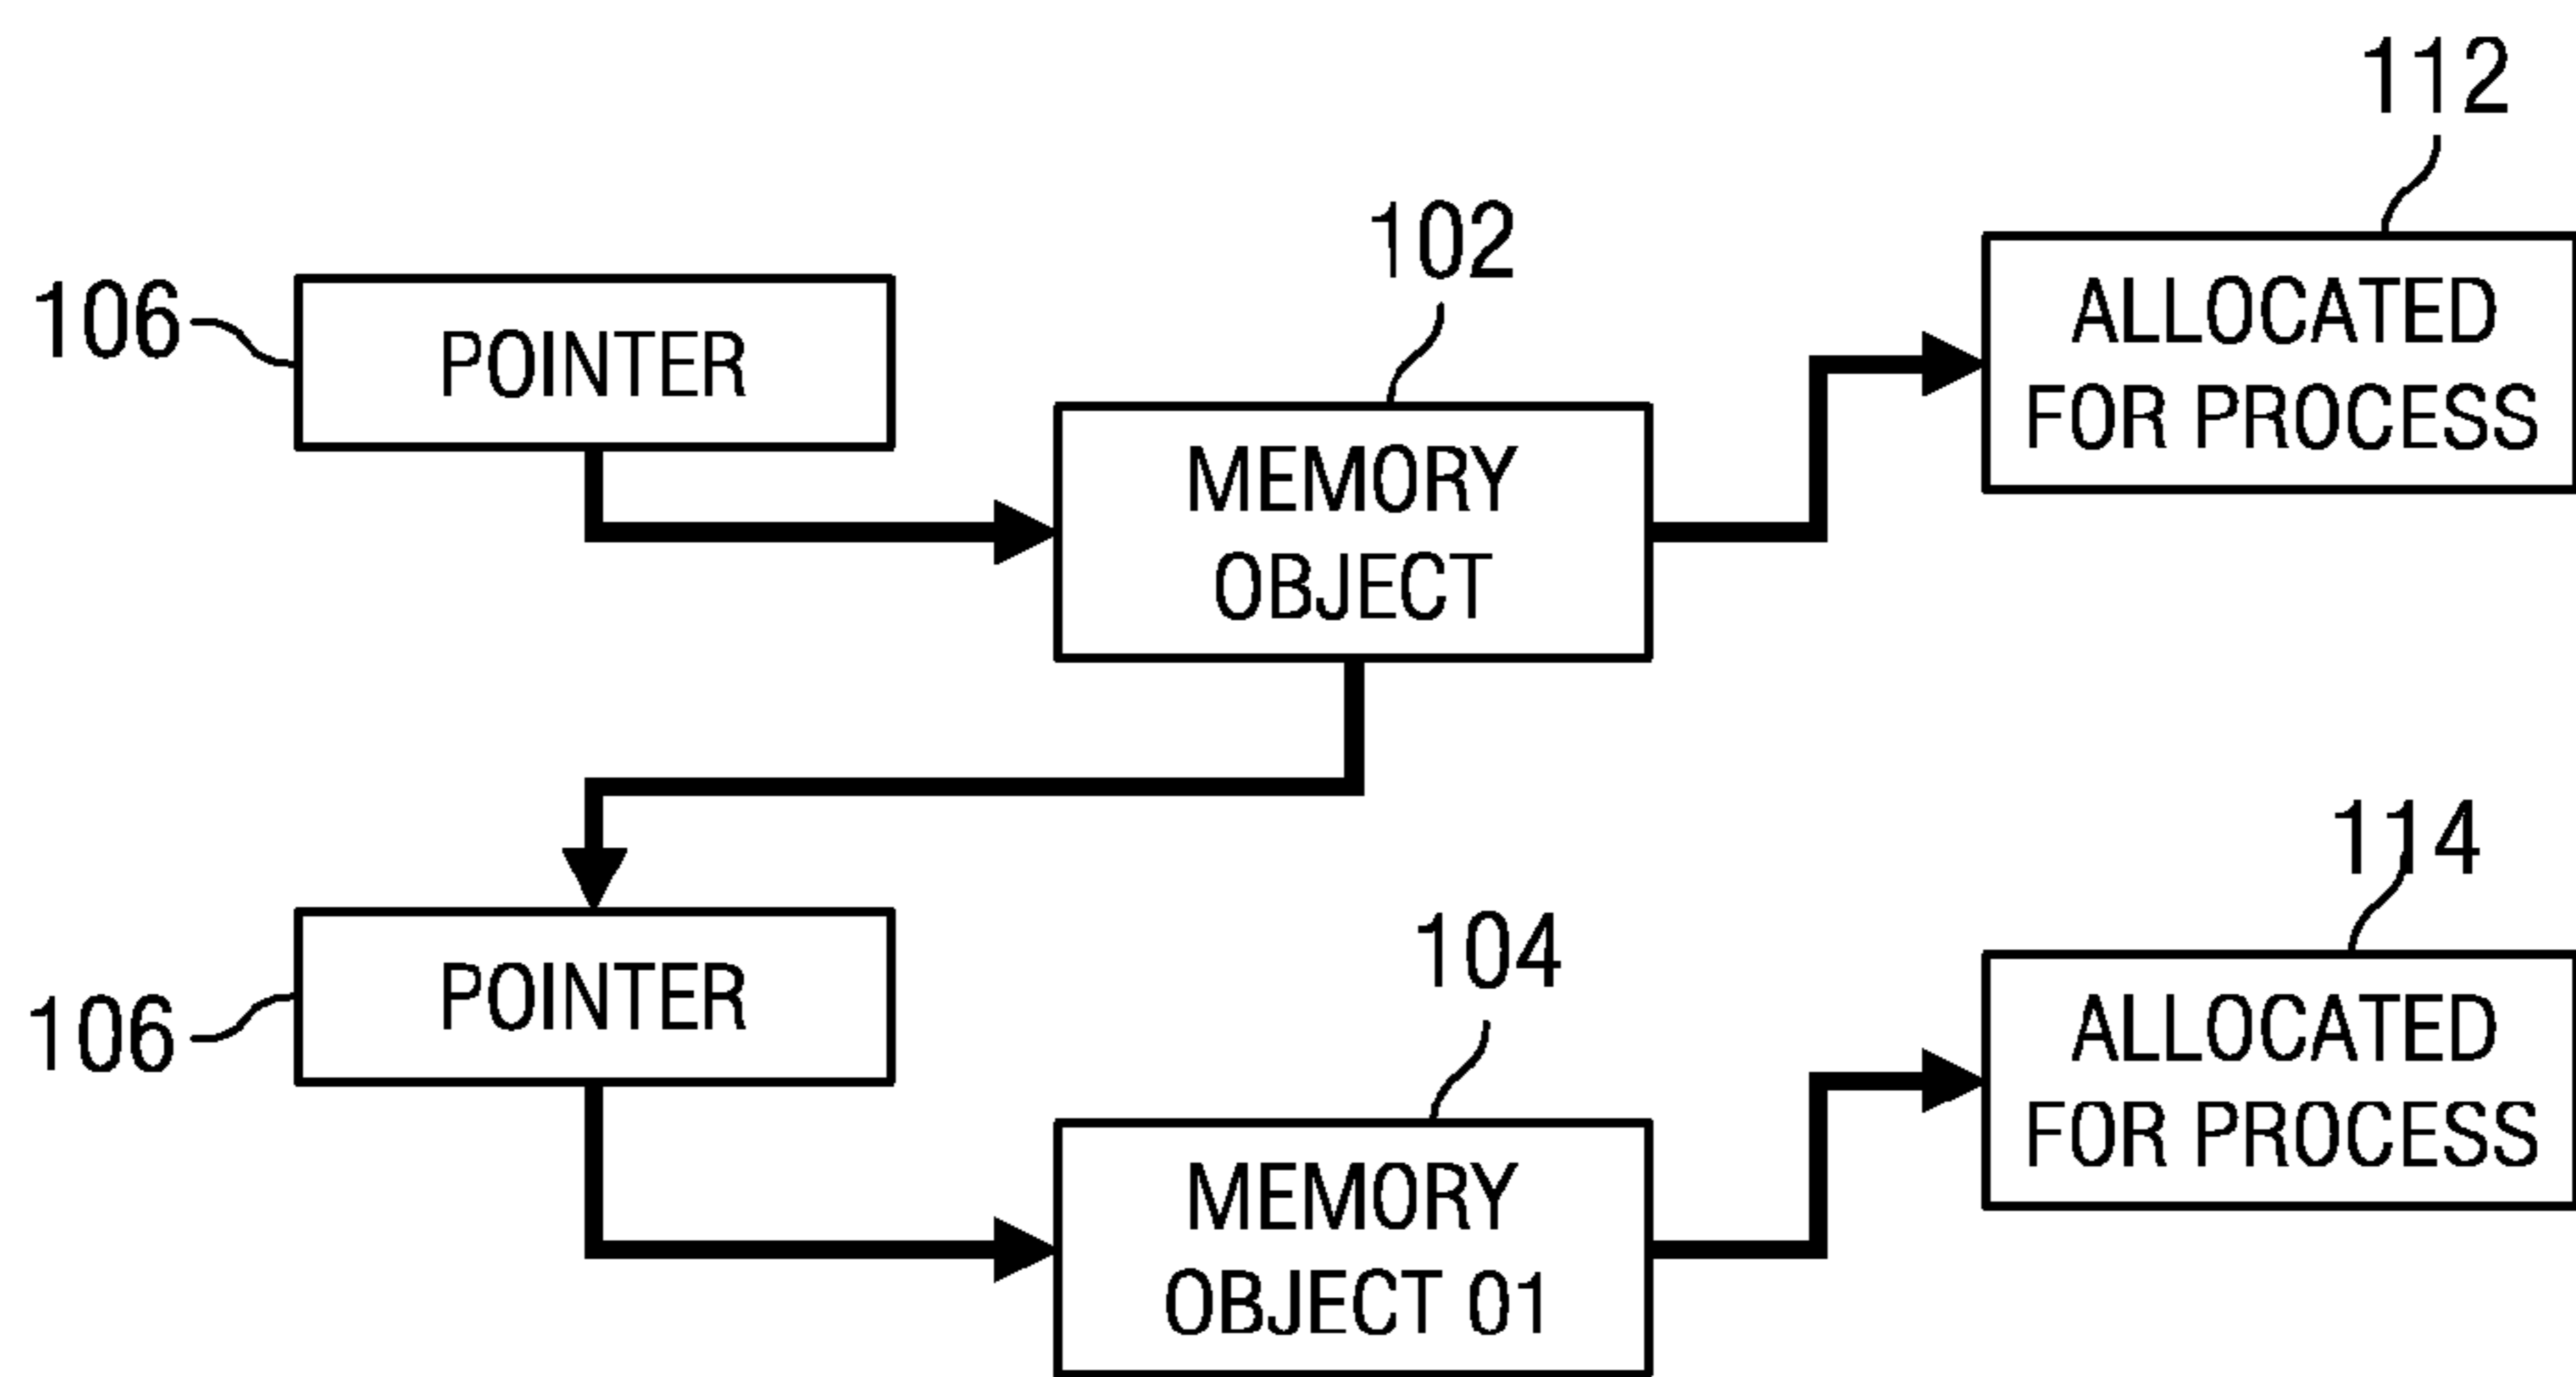 112
102
106
POINTER
ALLOCATED
FOR PROCESS
MEMORY
OBJECT
114
106
POINTER
104
ALLOCATED
FOR PROCESS
MEMORY
OBJECT 01